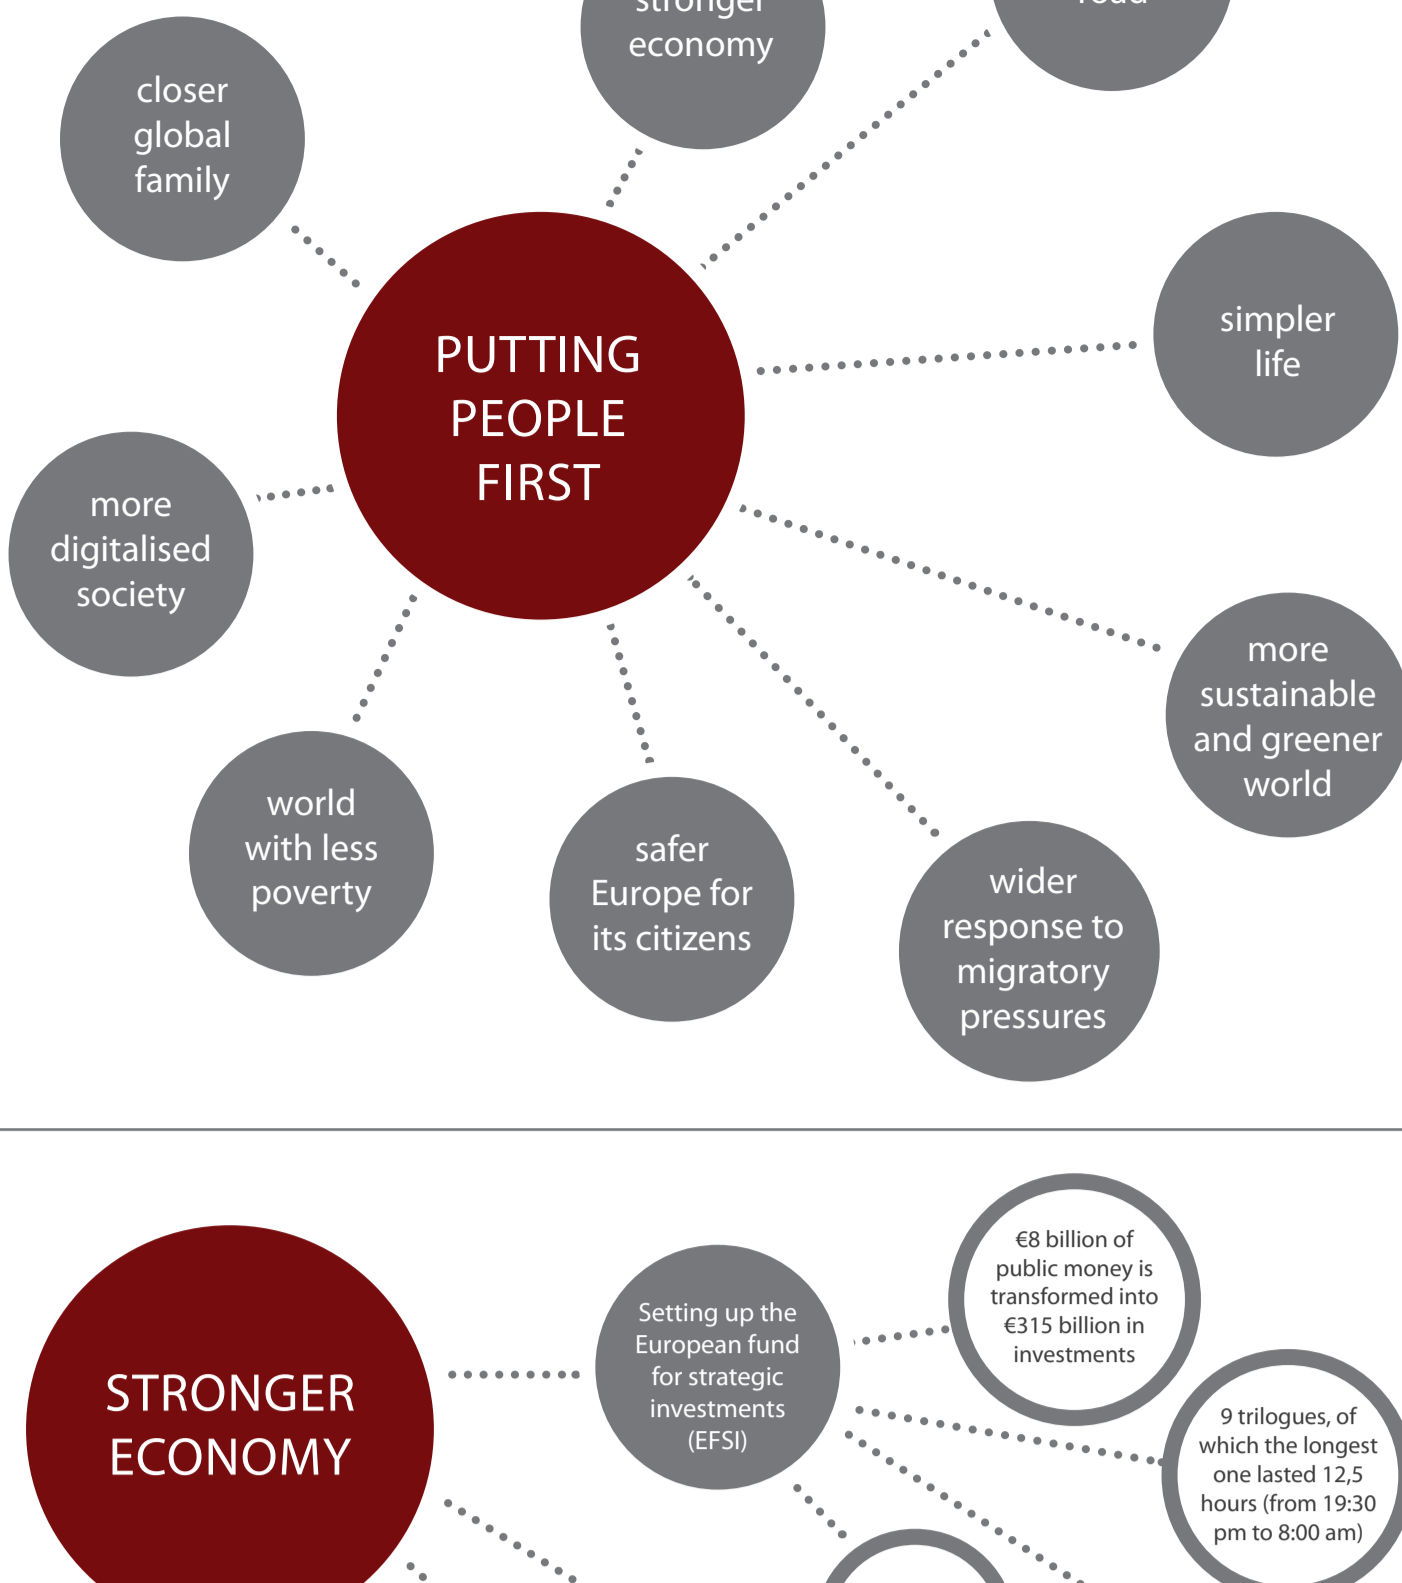 stronger
economy
road
closer
global
family
PUTTING
PEOPLE
FIRST
simpler
life
more
digitalised
society
more
sustainable
and greener
world
world
with less
poverty
safer
Europe for
its citizens
wider
response to
migratory
pressures
STRONGER
ECONOMY
Setting up the
European fund
for strategic
investments
(EFSI)
€8 billion of
public money is
transformed into
€315 billion in
investments
9 trilogues, of
which the longest
one lasted 12,5
hours (from 19:30
pm to 8:00 am)